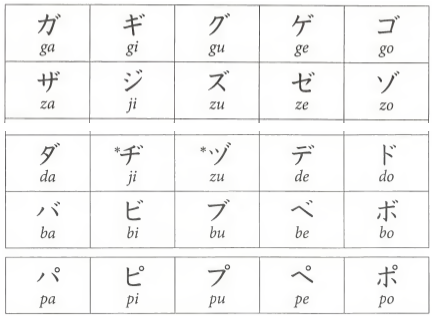 ガ ギ グ ゲ ゴ
ga gi gu ge go
ザ ジ ズ ゼ ゾ
za ji zu ze zo
ダ *ヂ *ヅ デ ド
da ji zu de do
バ ビ ブ ベ ボ
ba bi bu be bo
パ ピ プ ペ ポ
pa pi pu pe po